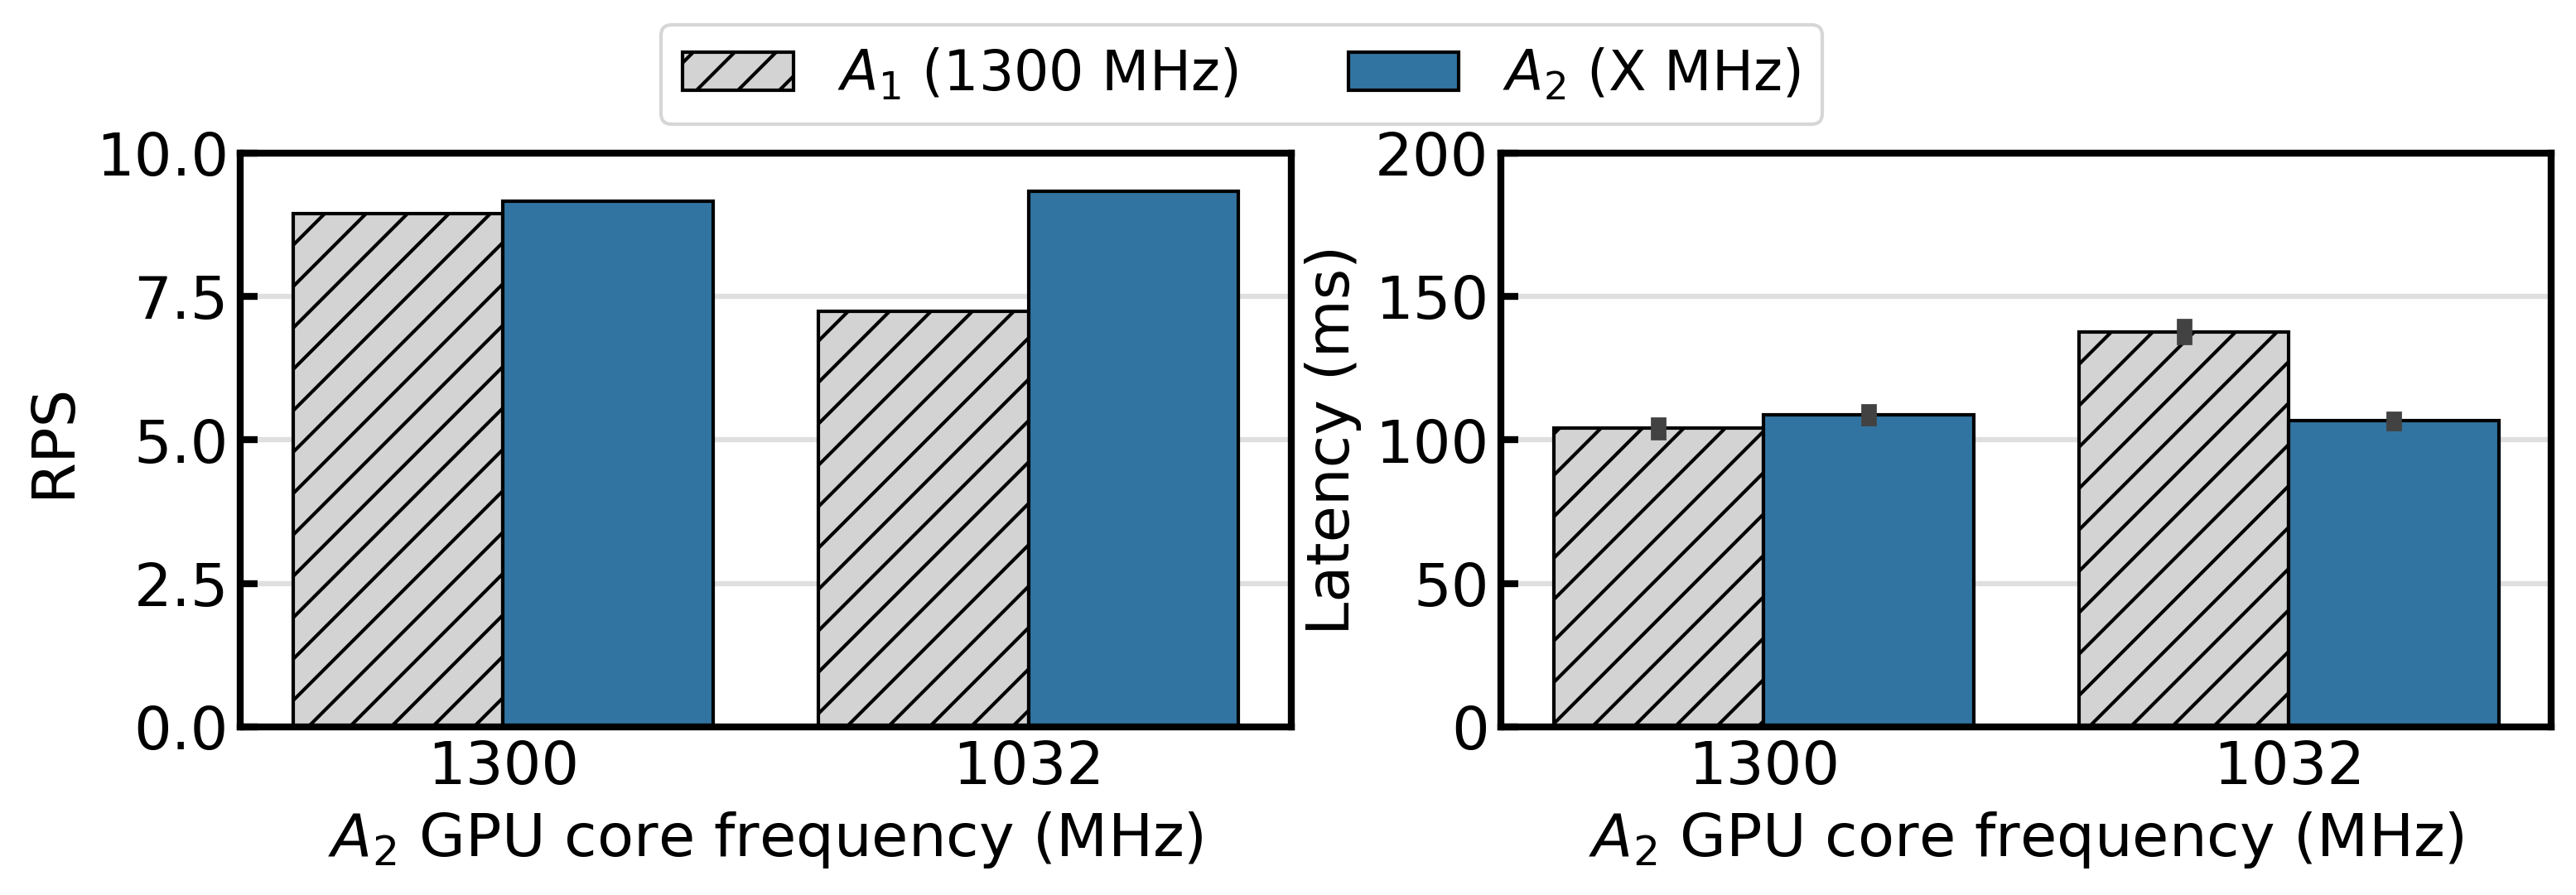 A₁ (1300 MHz) A₂ (X MHz)
10.0
7.5
5.0
2.5
0.0
RPS
1300 1032
A₂ GPU core frequency (MHz)
200
150
100
50
0
Latency (ms)
1300 1032
A₂ GPU core frequency (MHz)